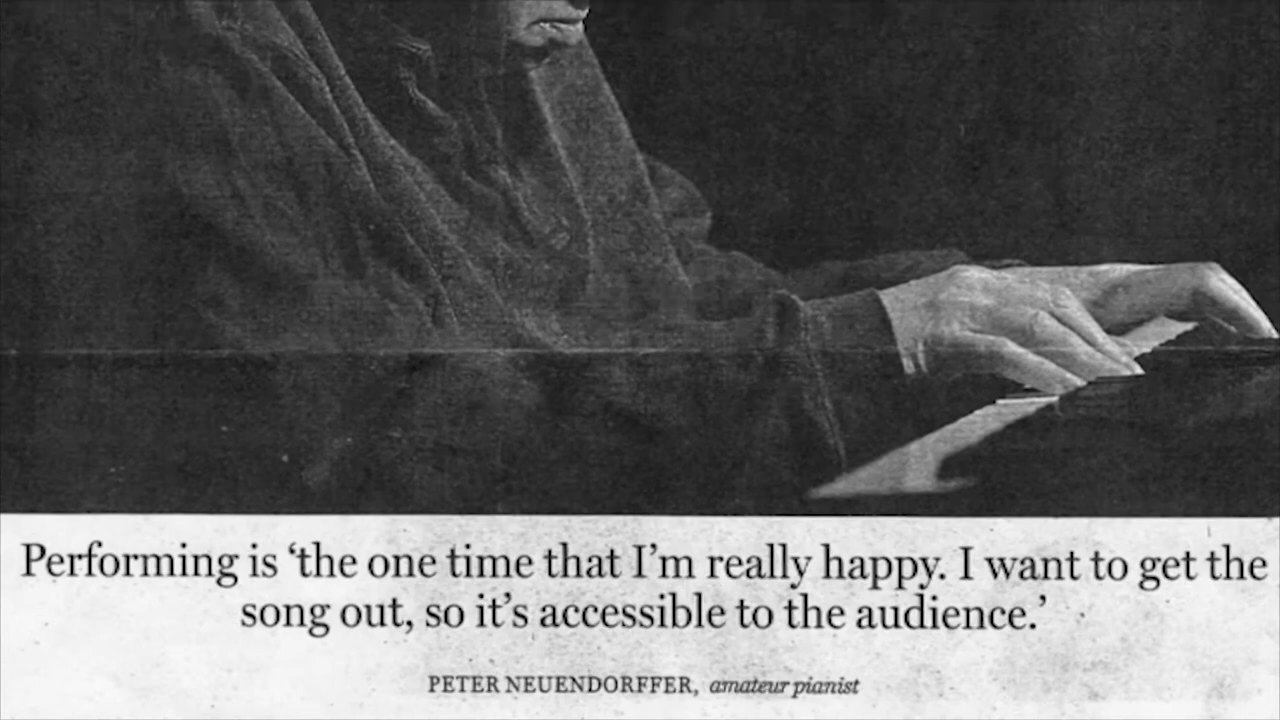 Performing is ‘the one time that I’m really happy. I want to get the
song out, so it’s accessible to the audience.’
PETER NEUENDORFFER, amateur pianist